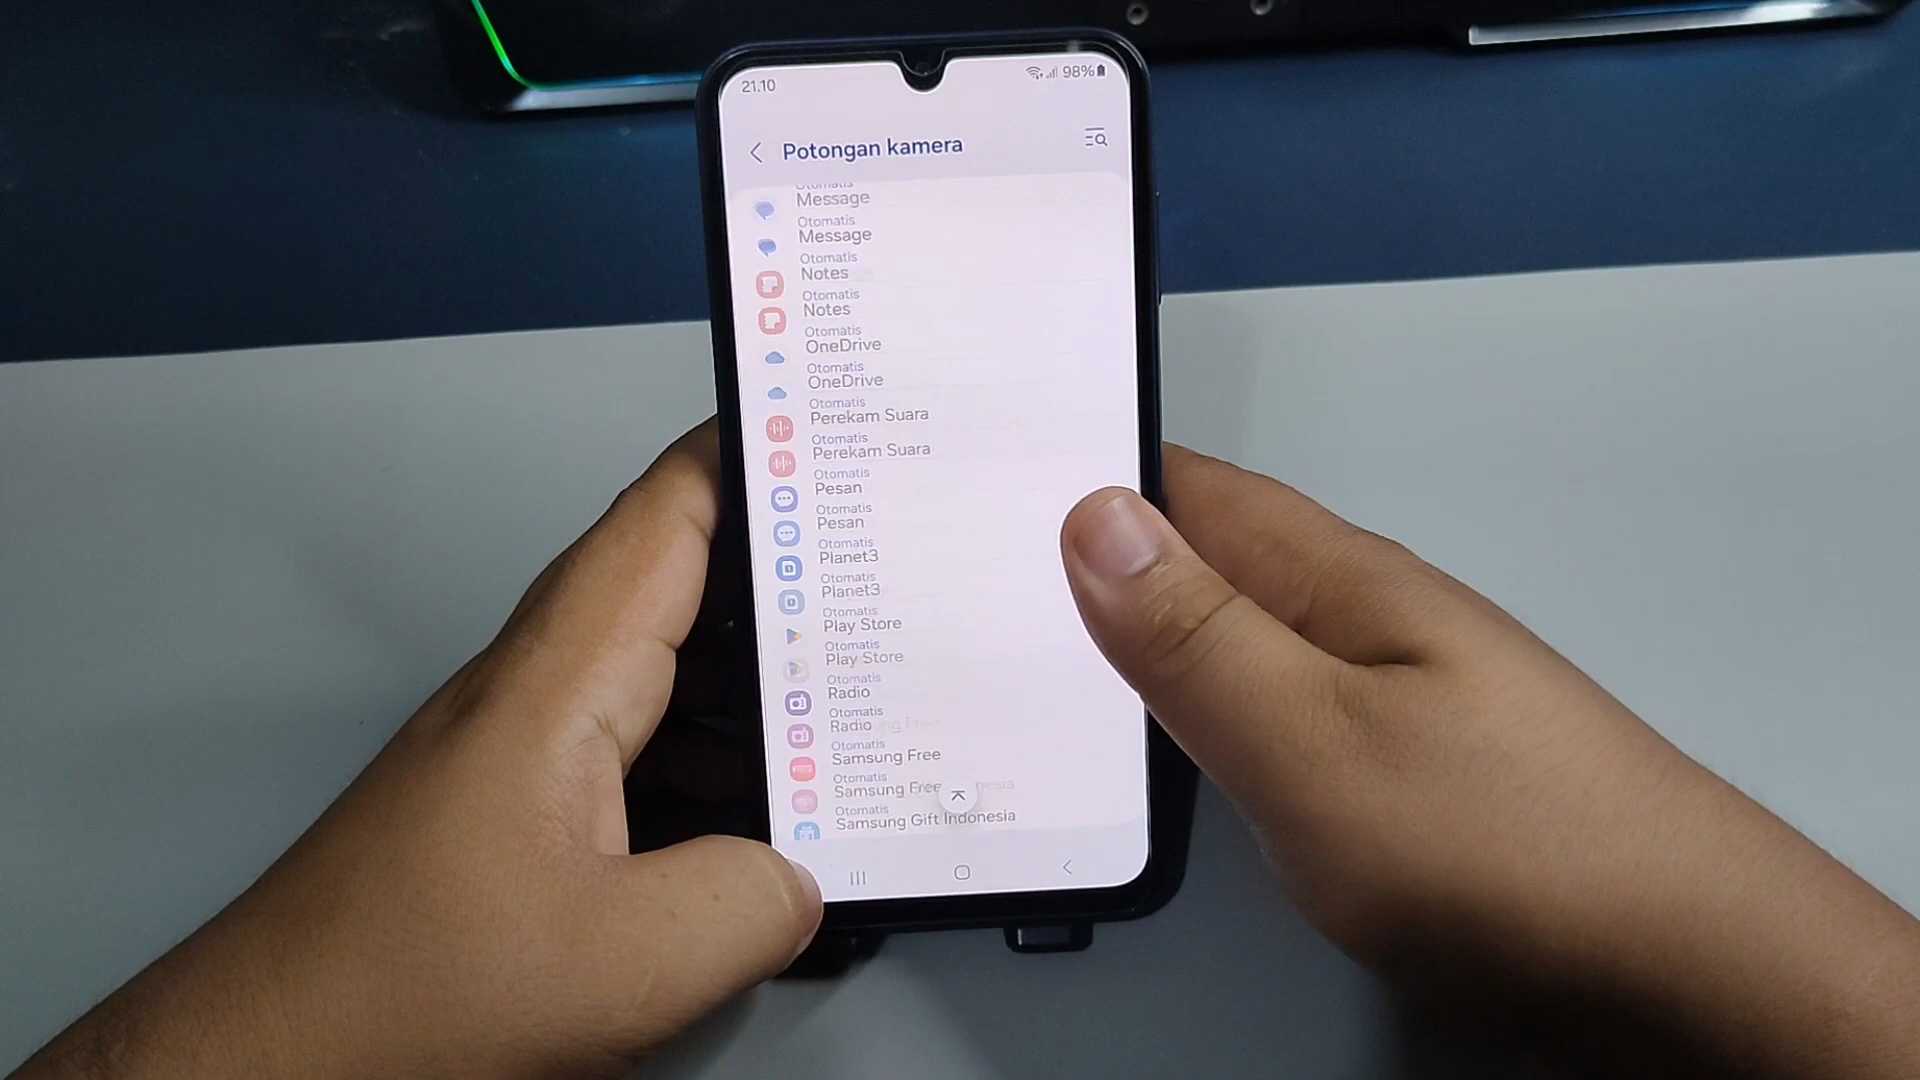 21.10
98%
Potongan kamera
Otomatis
Message
Otomatis
Message
Otomatis
Notes
Otomatis
Notes
Otomatis
OneDrive
Otomatis
OneDrive
Otomatis
Perekam Suara
Otomatis
Perekam Suara
Otomatis
Pesan
Otomatis
Pesan
Otomatis
Planet3
Otomatis
Planet3
Otomatis
Play Store
Otomatis
Play Store
Otomatis
Radio
Otomatis
Radio
Otomatis
Samsung Free
Otomatis
Samsung Free
Otomatis
Samsung Gift Indonesia